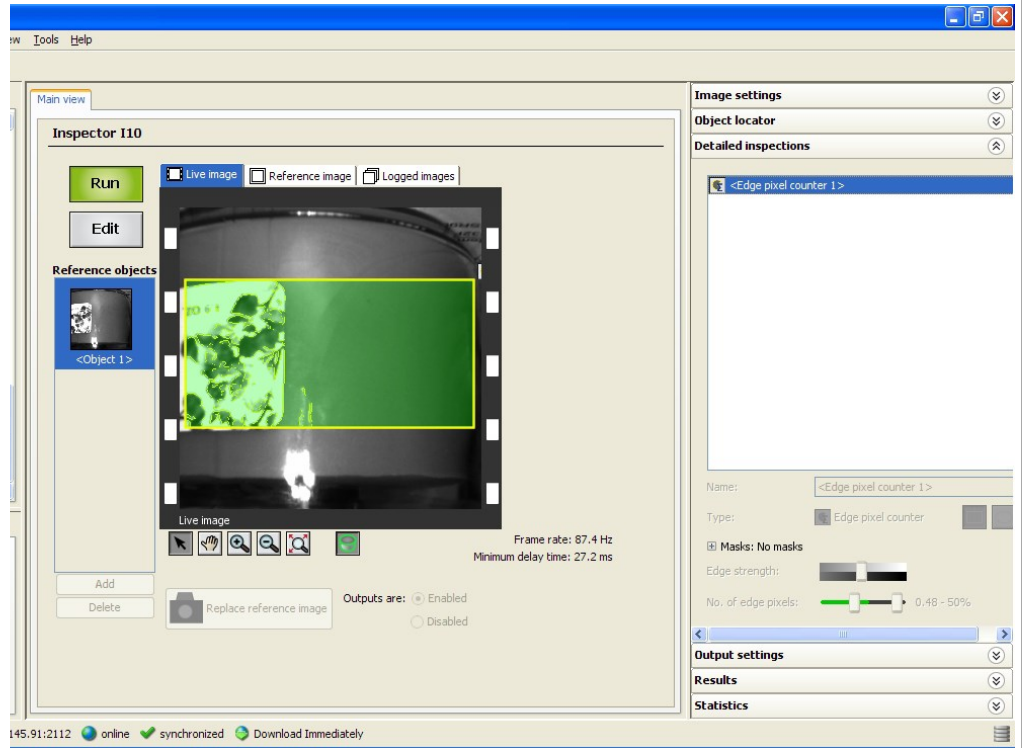 Tools Help
Main view
Inspector I10
Run
Edit
Live image
Reference image
Logged images
Reference objects
<Object 1>
Add
Delete
Live image
Frame rate: 87.4 Hz
Minimum delay time: 27.2 ms
Replace reference image
Outputs are: Enabled
Disabled
Image settings
Object locator
Detailed inspections
<Edge pixel counter 1>
Name: <Edge pixel counter 1>
Type: Edge pixel counter
Masks: No masks
Edge strength:
No. of edge pixels: 0.48 - 50%
Output settings
Results
Statistics
145.91:2112 online synchronized Download Immediately